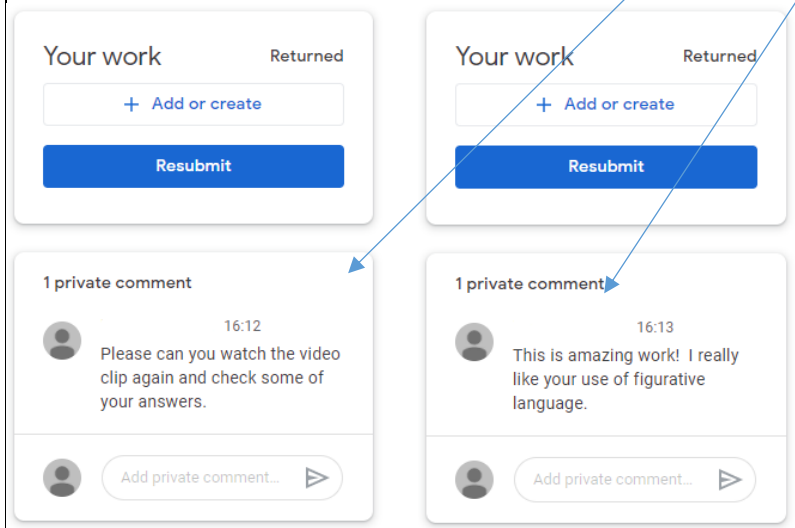 Your work Returned
+ Add or create
Resubmit
1 private comment
16:12
Please can you watch the video
clip again and check some of
your answers.
Add private comment...
Your work Returned
+ Add or create
Resubmit
1 private comment
16:13
This is amazing work!  I really
like your use of figurative
language.
Add private comment...